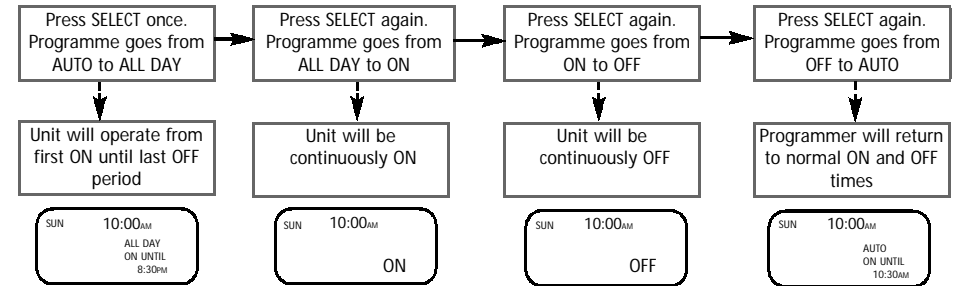 Press SELECT once.
Programme goes from
AUTO to ALL DAY
Press SELECT again.
Programme goes from
ALL DAY to ON
Press SELECT again.
Programme goes from
ON to OFF
Press SELECT again.
Programme goes from
OFF to AUTO
Unit will operate from
first ON until last OFF
period
Unit will be
continuously ON
Unit will be
continuously OFF
Programmer will return
to normal ON and OFF
times
SUN 10:00AM
ALL DAY
ON UNTIL
8:30PM
SUN 10:00AM
ON
SUN 10:00AM
OFF
SUN 10:00AM
AUTO
ON UNTIL
10:30AM